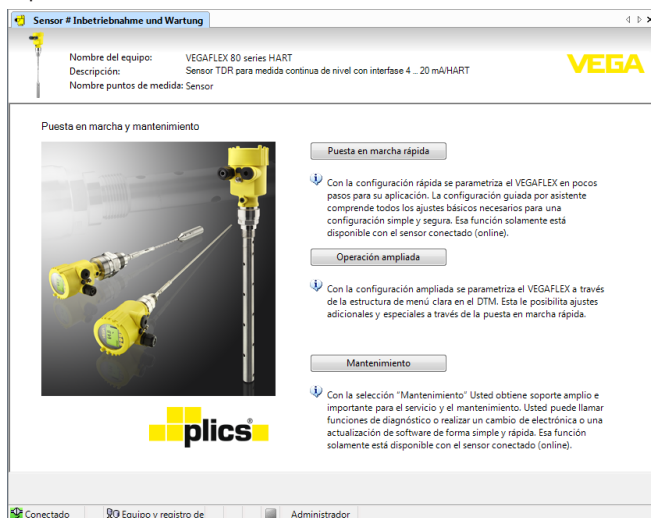 Sensor # Inbetriebnahme und Wartung
Nombre del equipo: VEGAFLEX 80 series HART
Descripción: Sensor TDR para medida continua de nivel con interfase 4 ... 20 mA/HART
Nombre puntos de medida: Sensor
VEGA
Puesta en marcha y mantenimiento
Puesta en marcha rápida
Con la configuración rápida se parametriza el VEGAFLEX en pocos
pasos para su aplicación. La configuración guiada por asistente
comprende todos los ajustes básicos necesarios para una
configuración simple y segura. Esa función solamente está
disponible con el sensor conectado (online).
Operación ampliada
Con la configuración ampliada se parametriza el VEGAFLEX a través
de la estructura de menú clara en el DTM. Esta le posibilita ajustes
adicionales y especiales a través de la puesta en marcha rápida.
Mantenimiento
Con la selección "Mantenimiento" Usted obtiene soporte amplio e
importante para el servicio y el mantenimiento. Usted puede llamar
funciones de diagnóstico o realizar un cambio de electrónica o una
actualización de software de forma simple y rápida. Esa función
solamente está disponible con el sensor conectado (online).
plics®
Conectado Equipo y registro de Administrador